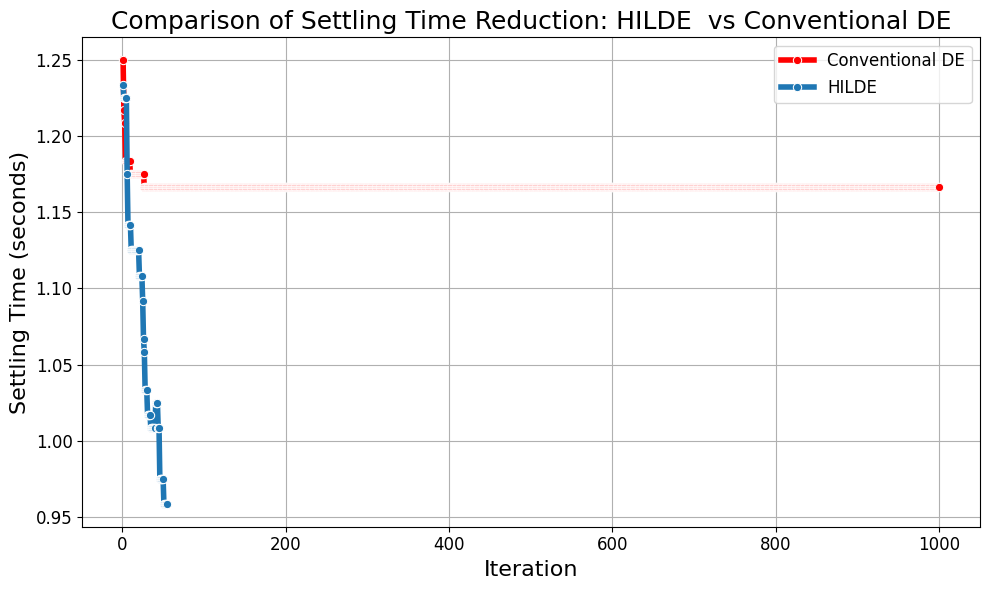 Comparison of Settling Time Reduction: HILDE  vs Conventional DE
Conventional DE
HILDE
Settling Time (seconds)
1.25
1.20
1.15
1.10
1.05
1.00
0.95
0 200 400 600 800 1000
Iteration